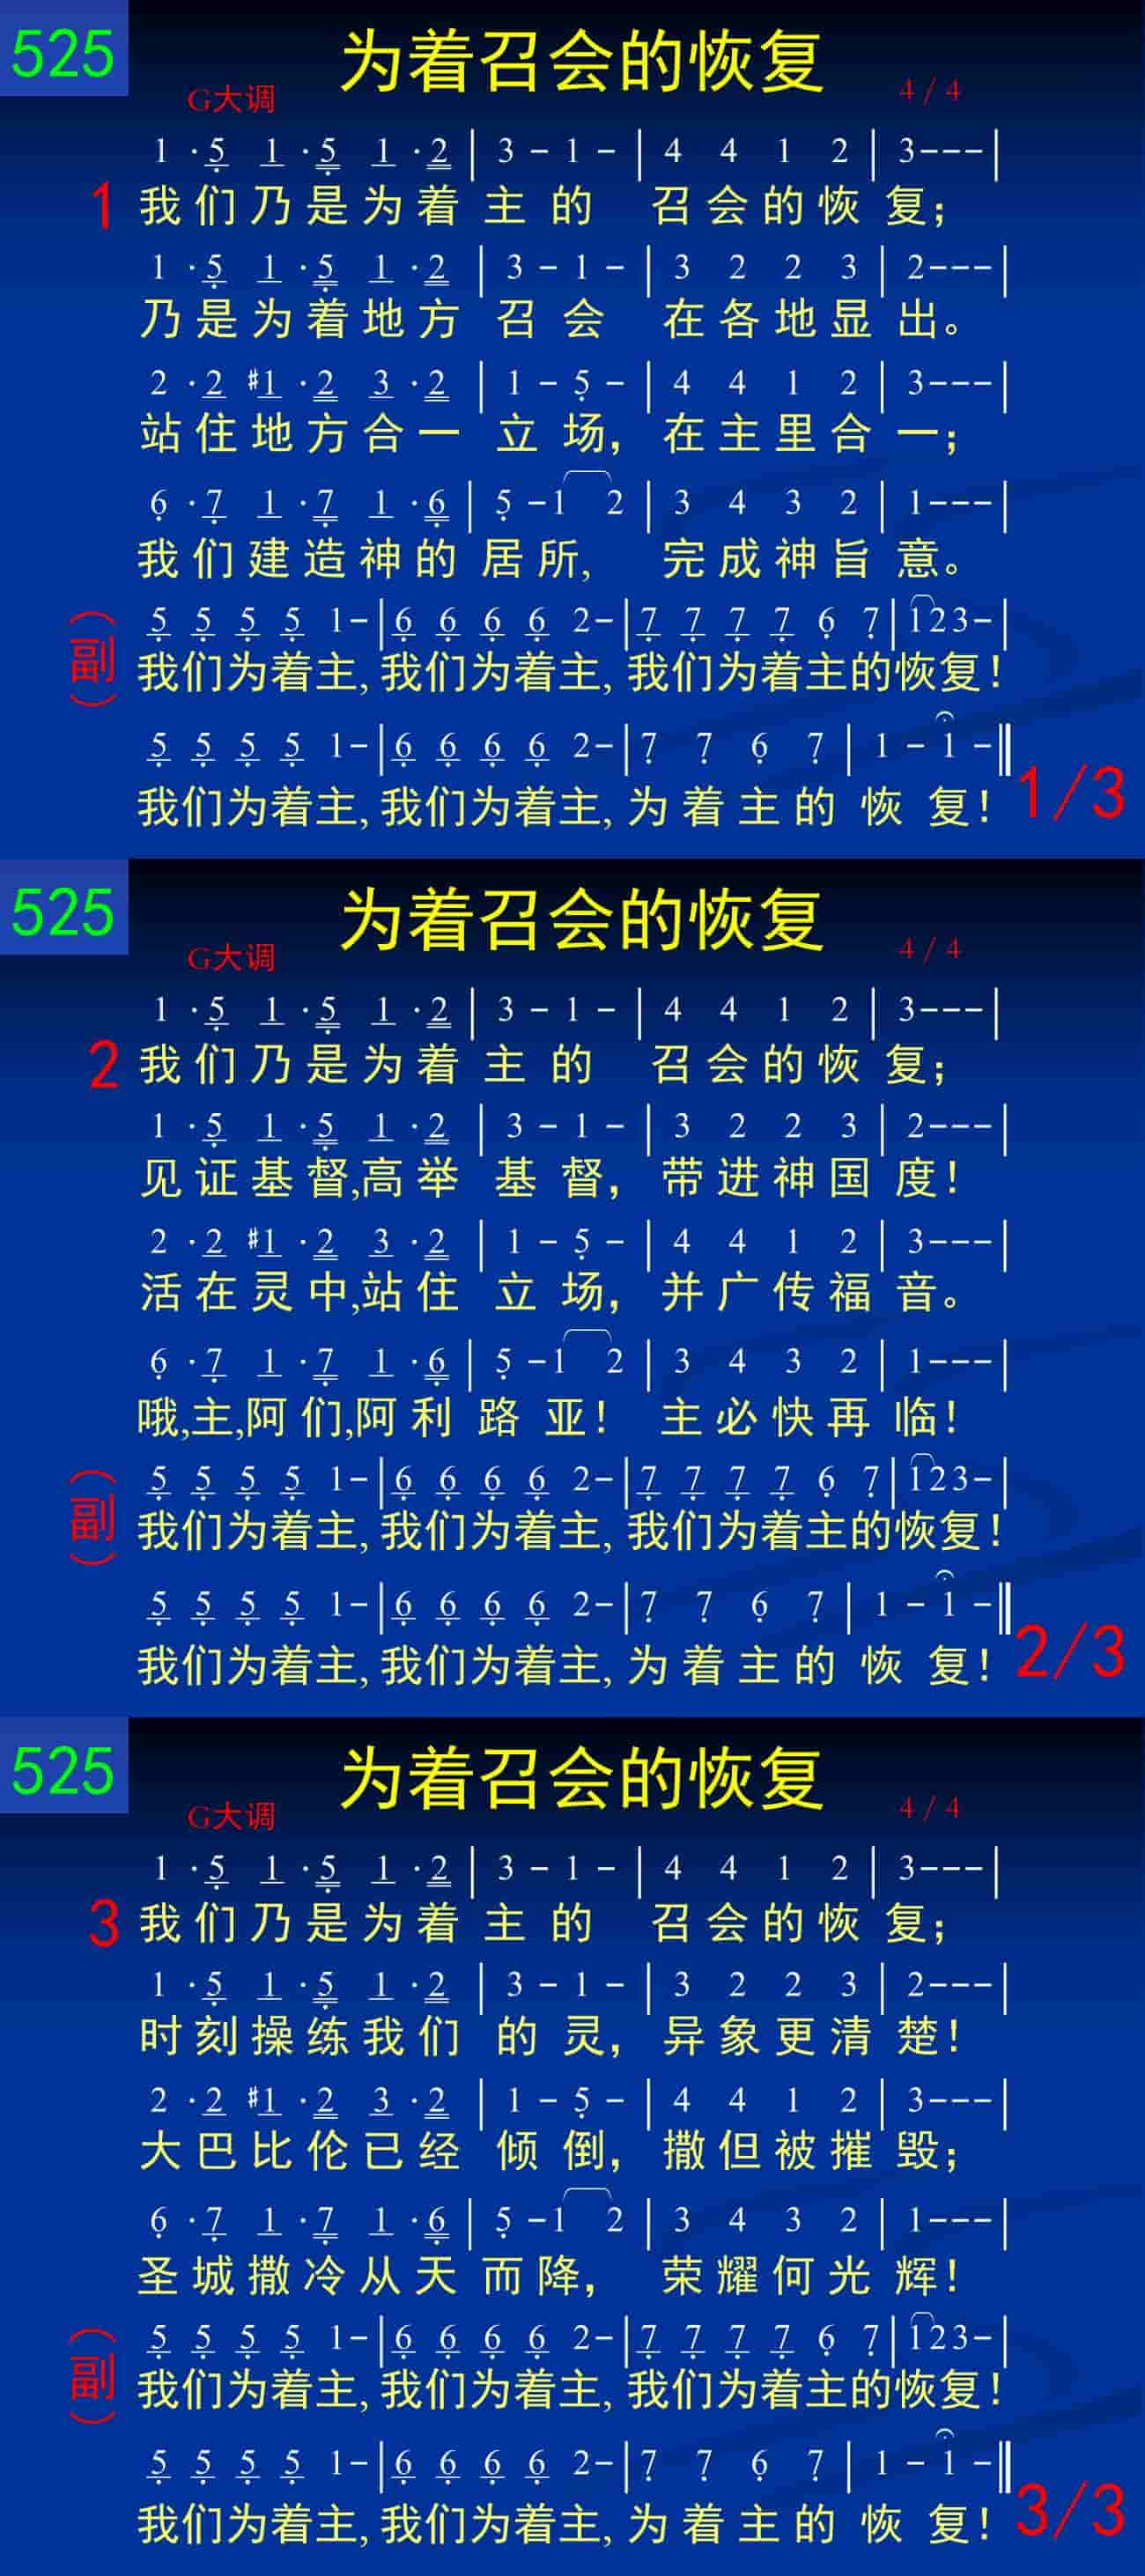 525
为着召会的恢复
G大调
4/4
1 ·5 1 ·5 1 ·2 | 3 - 1 - | 4 4 1 2 | 3---|
1 我们乃是为着 主的 召会的恢复；
1 ·5 1 ·5 1 ·2 | 3 - 1 - | 3 2 2 3 | 2---|
乃是为着地方 召会 在各地显出。
2 ·2 #1 ·2 3 ·2 | 1 - 5 - | 4 4 1 2 | 3---|
站住地方合一 立场，在主里合一；
6 ·7 1 ·7 1 ·6 | 5 -1 2 | 3 4 3 2 | 1---|
我们建造神的居所， 完成神旨意。
5 5 5 5 1-|6 6 6 6 2-|7 7 7 7 6 7|123-|
（副）我们为着主，我们为着主，我们为着主的恢复！
5 5 5 5 1-|6 6 6 6 2-|7 7 6 7 | 1 - 1 -‖
我们为着主，我们为着主，为着主的恢复！
1/3
525
为着召会的恢复
G大调
4/4
1 ·5 1 ·5 1 ·2 | 3 - 1 - | 4 4 1 2 | 3---|
2 我们乃是为着 主的 召会的恢复；
1 ·5 1 ·5 1 ·2 | 3 - 1 - | 3 2 2 3 | 2---|
见证基督,高举 基督，带进神国度！
2 ·2 #1 ·2 3 ·2 | 1 - 5 - | 4 4 1 2 | 3---|
活在灵中,站住 立场，并广传福音。
6 ·7 1 ·7 1 ·6 | 5 -1 2 | 3 4 3 2 | 1---|
哦,主,阿们,阿利路亚！ 主必快再临！
5 5 5 5 1-|6 6 6 6 2-|7 7 7 7 6 7|123-|
（副）我们为着主，我们为着主，我们为着主的恢复！
5 5 5 5 1-|6 6 6 6 2-|7 7 6 7 | 1 - 1 -‖
我们为着主，我们为着主，为着主的恢复！
2/3
525
为着召会的恢复
G大调
4/4
1 ·5 1 ·5 1 ·2 | 3 - 1 - | 4 4 1 2 | 3---|
3 我们乃是为着 主的 召会的恢复；
1 ·5 1 ·5 1 ·2 | 3 - 1 - | 3 2 2 3 | 2---|
时刻操练我们 的灵，异象更清楚！
2 ·2 #1 ·2 3 ·2 | 1 - 5 - | 4 4 1 2 | 3---|
大巴比伦已经 倾倒，撒但被摧毁；
6 ·7 1 ·7 1 ·6 | 5 -1 2 | 3 4 3 2 | 1---|
圣城撒冷从天而降， 荣耀何光辉！
5 5 5 5 1-|6 6 6 6 2-|7 7 7 7 6 7|123-|
（副）我们为着主，我们为着主，我们为着主的恢复！
5 5 5 5 1-|6 6 6 6 2-|7 7 6 7 | 1 - 1 -‖
我们为着主，我们为着主，为着主的恢复！
3/3